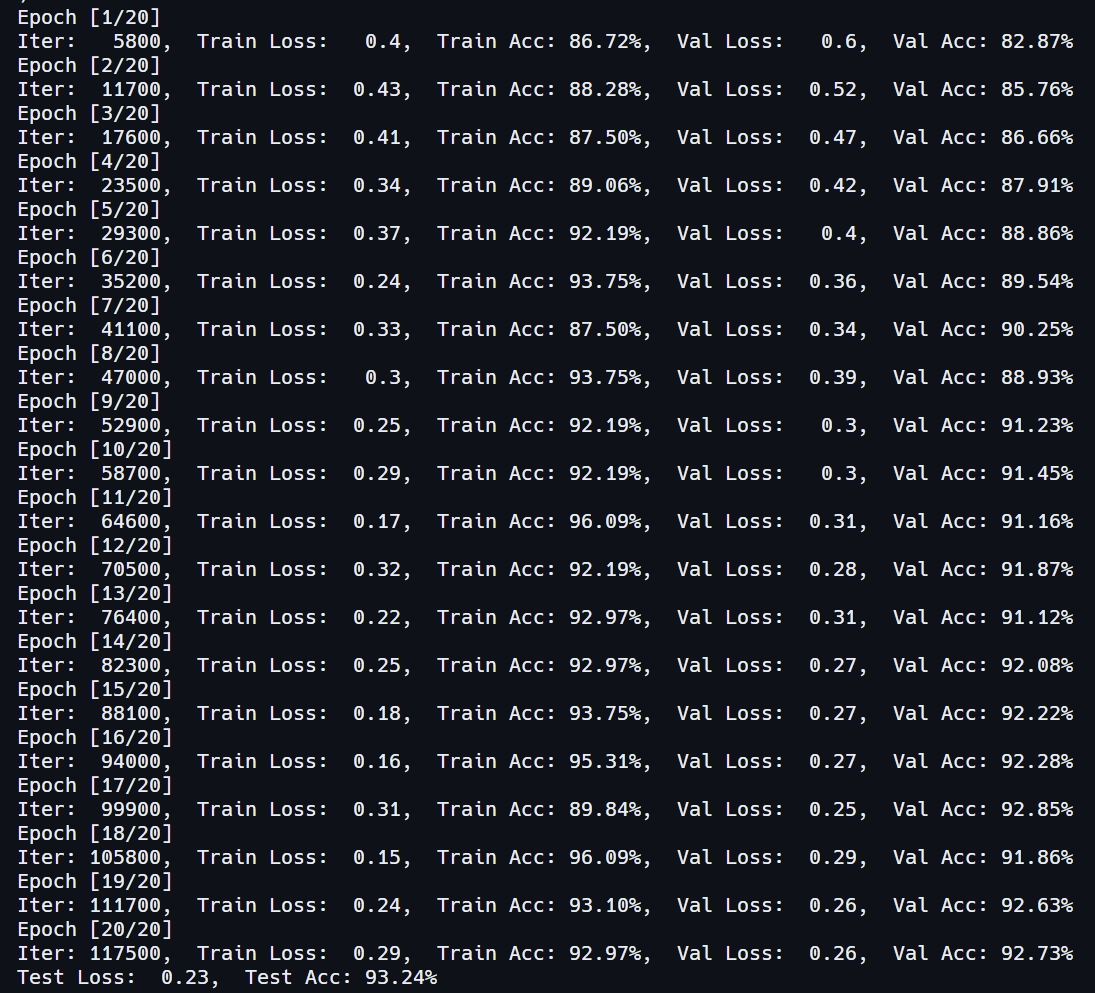 Epoch [1/20]
Iter:   5800,  Train Loss:   0.4,  Train Acc: 86.72%,  Val Loss:   0.6,  Val Acc: 82.87%
Epoch [2/20]
Iter:  11700,  Train Loss:  0.43,  Train Acc: 88.28%,  Val Loss:  0.52,  Val Acc: 85.76%
Epoch [3/20]
Iter:  17600,  Train Loss:  0.41,  Train Acc: 87.50%,  Val Loss:  0.47,  Val Acc: 86.66%
Epoch [4/20]
Iter:  23500,  Train Loss:  0.34,  Train Acc: 89.06%,  Val Loss:  0.42,  Val Acc: 87.91%
Epoch [5/20]
Iter:  29300,  Train Loss:  0.37,  Train Acc: 92.19%,  Val Loss:   0.4,  Val Acc: 88.86%
Epoch [6/20]
Iter:  35200,  Train Loss:  0.24,  Train Acc: 93.75%,  Val Loss:  0.36,  Val Acc: 89.54%
Epoch [7/20]
Iter:  41100,  Train Loss:  0.33,  Train Acc: 87.50%,  Val Loss:  0.34,  Val Acc: 90.25%
Epoch [8/20]
Iter:  47000,  Train Loss:   0.3,  Train Acc: 93.75%,  Val Loss:  0.39,  Val Acc: 88.93%
Epoch [9/20]
Iter:  52900,  Train Loss:  0.25,  Train Acc: 92.19%,  Val Loss:   0.3,  Val Acc: 91.23%
Epoch [10/20]
Iter:  58700,  Train Loss:  0.29,  Train Acc: 92.19%,  Val Loss:   0.3,  Val Acc: 91.45%
Epoch [11/20]
Iter:  64600,  Train Loss:  0.17,  Train Acc: 96.09%,  Val Loss:  0.31,  Val Acc: 91.16%
Epoch [12/20]
Iter:  70500,  Train Loss:  0.32,  Train Acc: 92.19%,  Val Loss:  0.28,  Val Acc: 91.87%
Epoch [13/20]
Iter:  76400,  Train Loss:  0.22,  Train Acc: 92.97%,  Val Loss:  0.31,  Val Acc: 91.12%
Epoch [14/20]
Iter:  82300,  Train Loss:  0.25,  Train Acc: 92.97%,  Val Loss:  0.27,  Val Acc: 92.08%
Epoch [15/20]
Iter:  88100,  Train Loss:  0.18,  Train Acc: 93.75%,  Val Loss:  0.27,  Val Acc: 92.22%
Epoch [16/20]
Iter:  94000,  Train Loss:  0.16,  Train Acc: 95.31%,  Val Loss:  0.27,  Val Acc: 92.28%
Epoch [17/20]
Iter:  99900,  Train Loss:  0.31,  Train Acc: 89.84%,  Val Loss:  0.25,  Val Acc: 92.85%
Epoch [18/20]
Iter: 105800,  Train Loss:  0.15,  Train Acc: 96.09%,  Val Loss:  0.29,  Val Acc: 91.86%
Epoch [19/20]
Iter: 111700,  Train Loss:  0.24,  Train Acc: 93.10%,  Val Loss:  0.26,  Val Acc: 92.63%
Epoch [20/20]
Iter: 117500,  Train Loss:  0.29,  Train Acc: 92.97%,  Val Loss:  0.26,  Val Acc: 92.73%
Test Loss:  0.23,  Test Acc: 93.24%